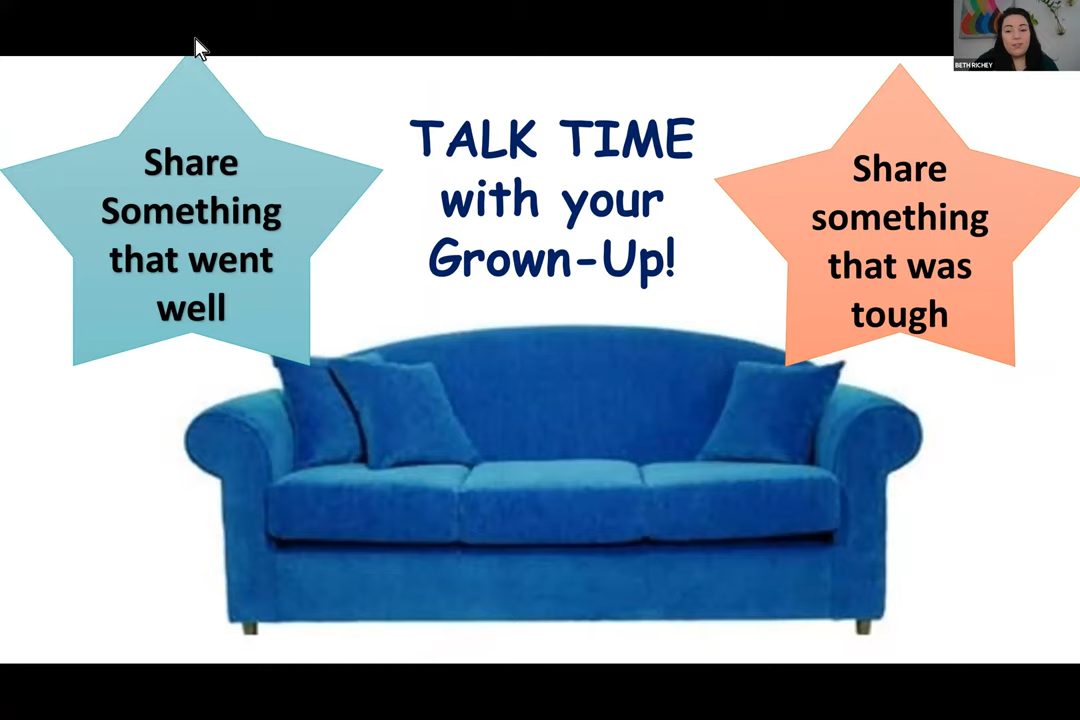 BETH RICHEY
TALK TIME
with your
Grown-Up!
Share
Something
that went
well
Share
something
that was
tough